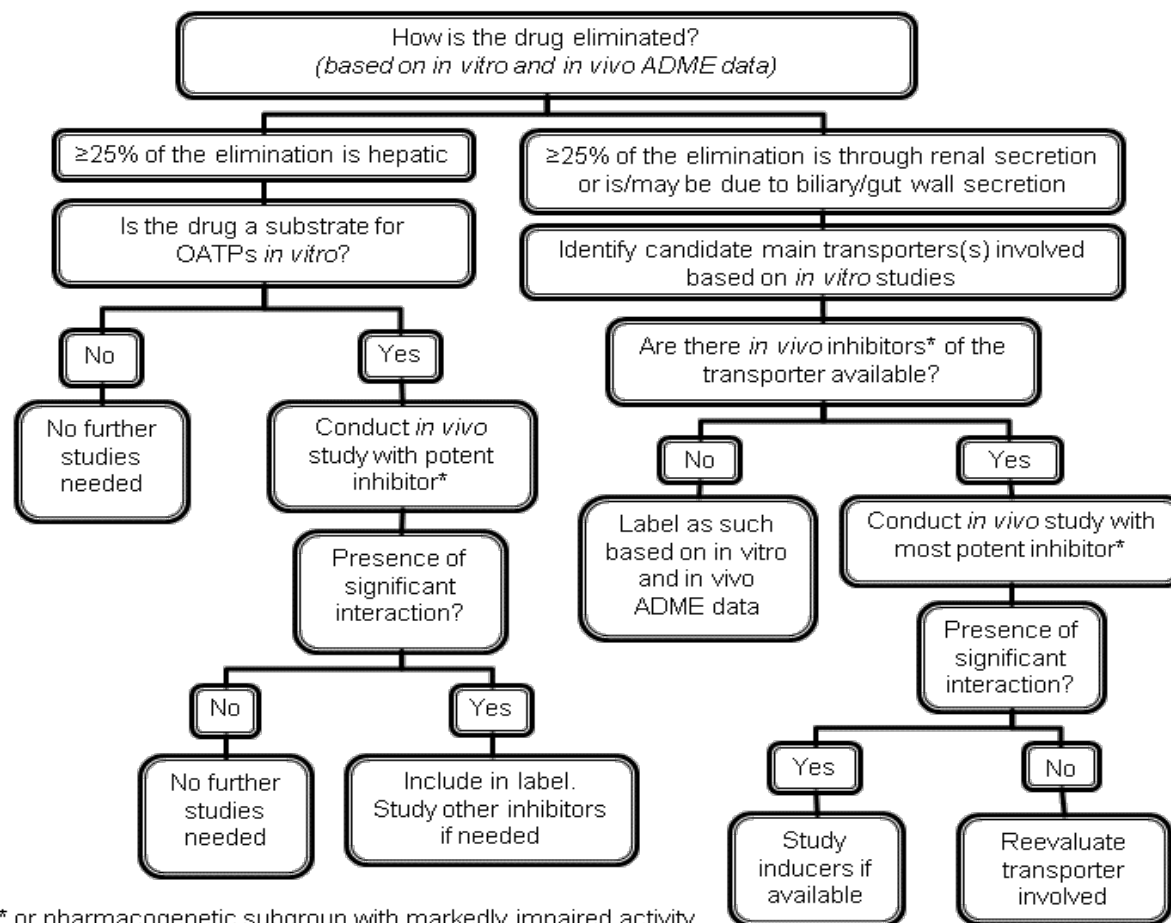 How is the drug eliminated?
(based on in vitro and in vivo ADME data)
≥25% of the elimination is hepatic
Is the drug a substrate for
OATPs in vitro?
No
Yes
No further
studies
needed
Conduct in vivo
study with potent
inhibitor*
Presence of
significant
interaction?
No
Yes
No further
studies
needed
Include in label.
Study other inhibitors
if needed
≥25% of the elimination is through renal secretion
or is/may be due to biliary/gut wall secretion
Identify candidate main transporters(s) involved
based on in vitro studies
Are there in vivo inhibitors* of the
transporter available?
No
Yes
Label as such
based on in vitro
and in vivo
ADME data
Conduct in vivo study with
most potent inhibitor*
Presence of
significant
interaction?
Yes
No
Study
inducers if
available
Reevaluate
transporter
involved
* or pharmacogenetic subgroup with markedly impaired activity